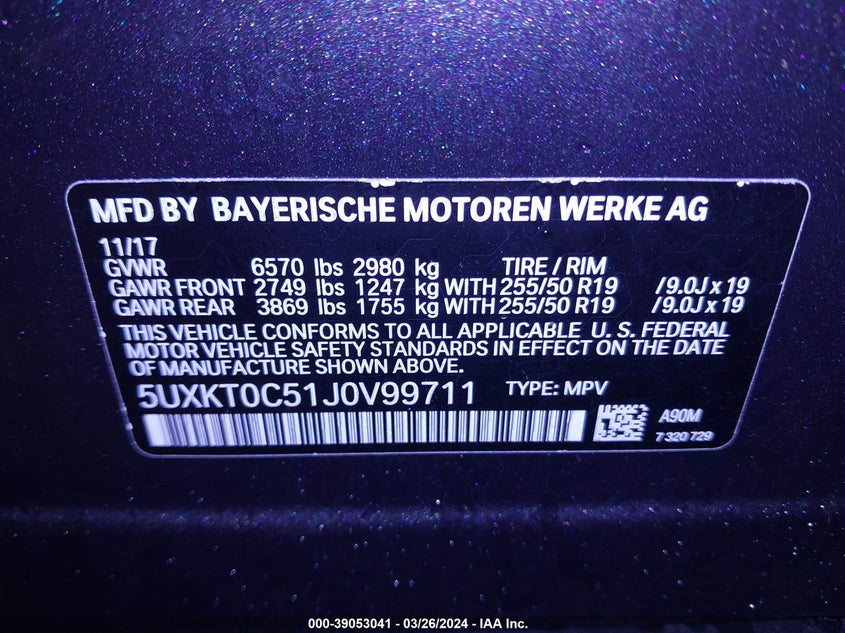 MFD BY BAYERISCHE MOTOREN WERKE AG
11/17
GVWR 6570 lbs 2980 kg TIRE / RIM
GAWR FRONT 2749 lbs 1247 kg WITH 255/50 R19 /9.0J x 19
GAWR REAR 3869 lbs 1755 kg WITH 255/50 R19 /9.0J x 19
THIS VEHICLE CONFORMS TO ALL APPLICABLE U. S. FEDERAL
MOTOR VEHICLE SAFETY STANDARDS IN EFFECT ON THE DATE
OF MANUFACTURE SHOWN ABOVE.
5UXKT0C51J0V99711 TYPE: MPV
A90M
7 320 729
000-39053041 - 03/26/2024 - IAA Inc.